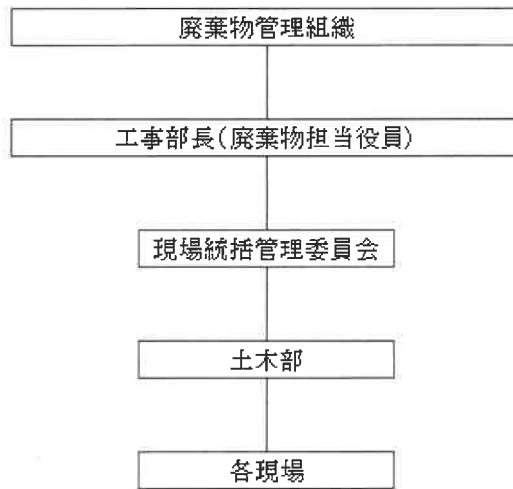 廃棄物管理組織
工事部長(廃棄物担当役員)
現場統括管理委員会
土木部
各現場